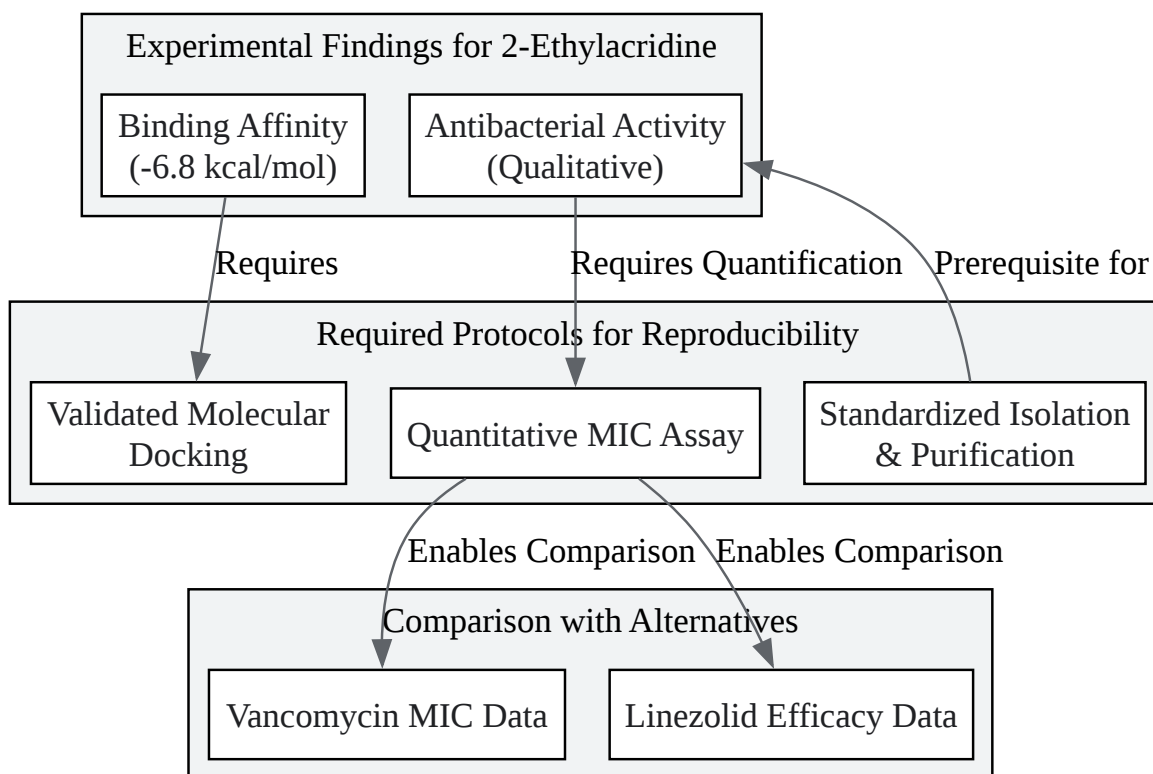 Experimental Findings for 2-Ethylacridine
Binding Affinity
(-6.8 kcal/mol)
Antibacterial Activity
(Qualitative)
Requires
Requires Quantification
Prerequisite for
Required Protocols for Reproducibility
Validated Molecular
Docking
Quantitative MIC Assay
Standardized Isolation
& Purification
Enables Comparison
Enables Comparison
Comparison with Alternatives
Vancomycin MIC Data
Linezolid Efficacy Data